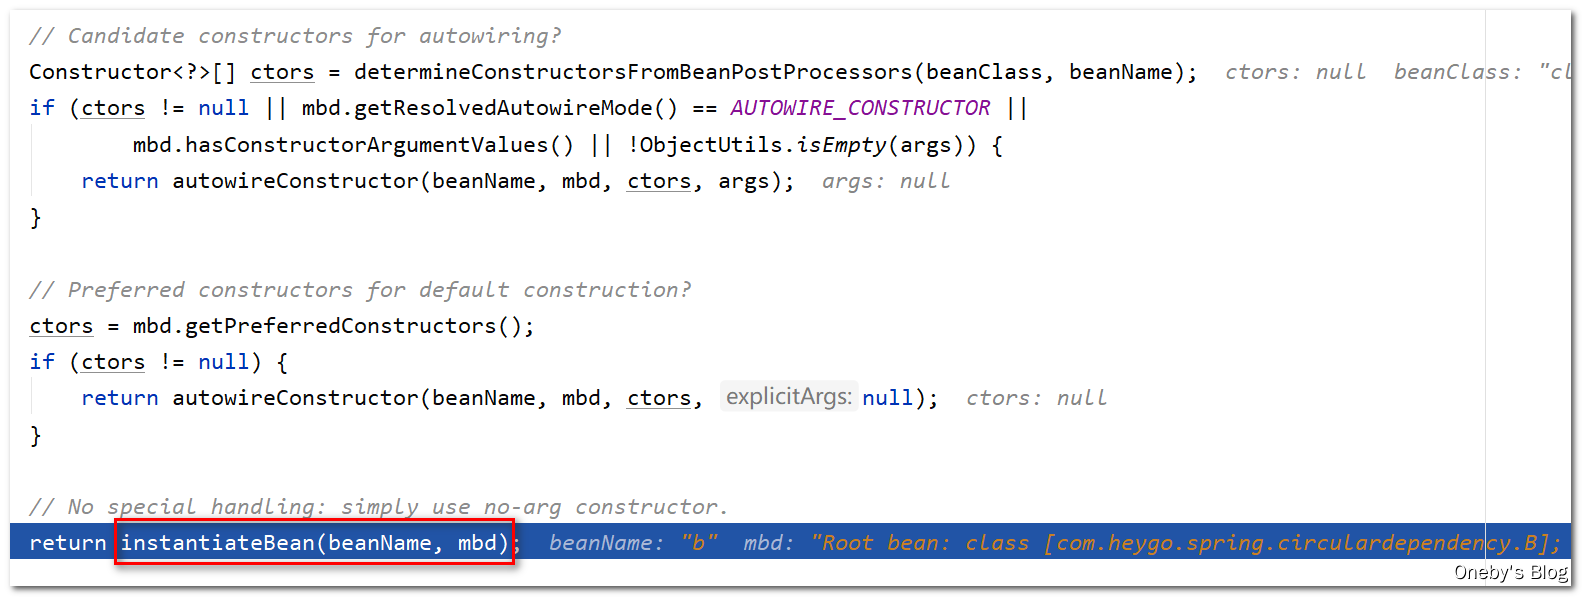 // Candidate constructors for autowiring?
Constructor<?>[] ctors = determineConstructorsFromBeanPostProcessors(beanClass, beanName);  ctors: null  beanClass: "cl
if (ctors != null || mbd.getResolvedAutowireMode() == AUTOWIRE_CONSTRUCTOR ||
        mbd.hasConstructorArgumentValues() || !ObjectUtils.isEmpty(args)) {
    return autowireConstructor(beanName, mbd, ctors, args);  args: null
}
// Preferred constructors for default construction?
ctors = mbd.getPreferredConstructors();
if (ctors != null) {
    return autowireConstructor(beanName, mbd, ctors, explicitArgs: null);  ctors: null
}
// No special handling: simply use no-arg constructor.
return instantiateBean(beanName, mbd);  beanName: "b"  mbd: "Root bean: class [com.heygo.spring.circulardependency.B];
Oneby's Blog